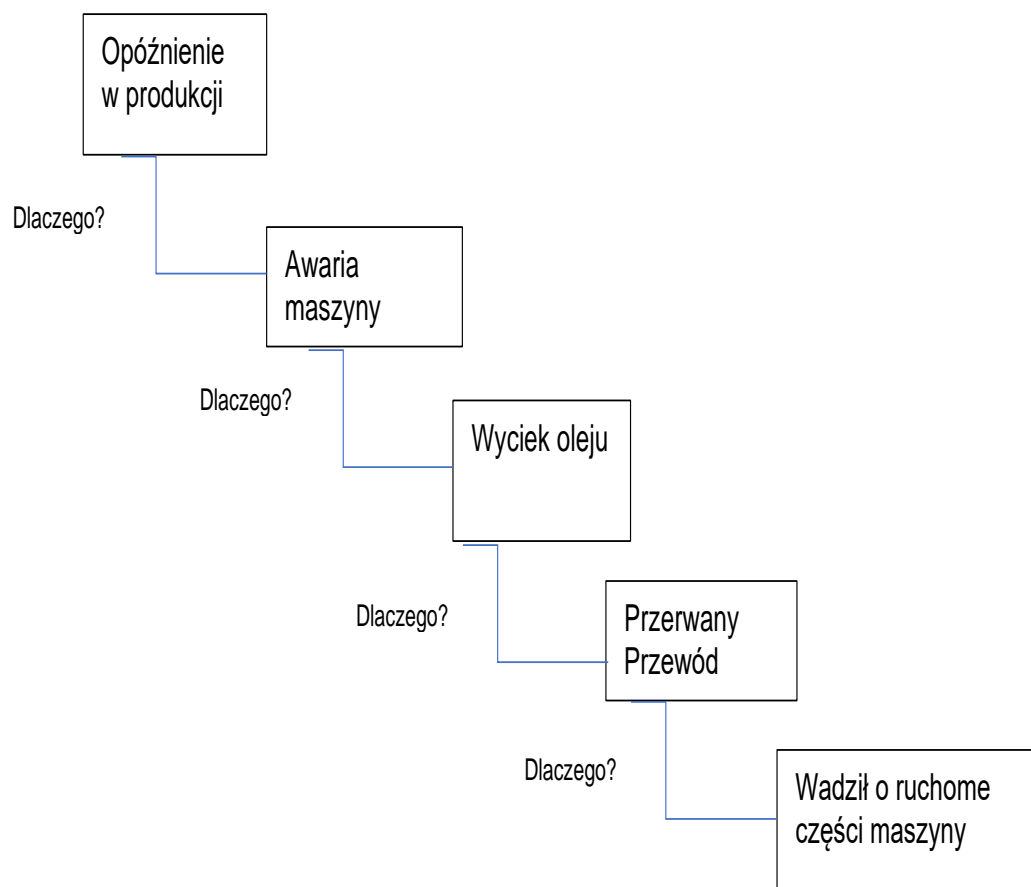 Opóźnienie
w produkcji
Dlaczego?
Awaria
maszyny
Dlaczego?
Wyciek oleju
Dlaczego?
Przerwany
Przewód
Dlaczego?
Wadził o ruchome
części maszyny